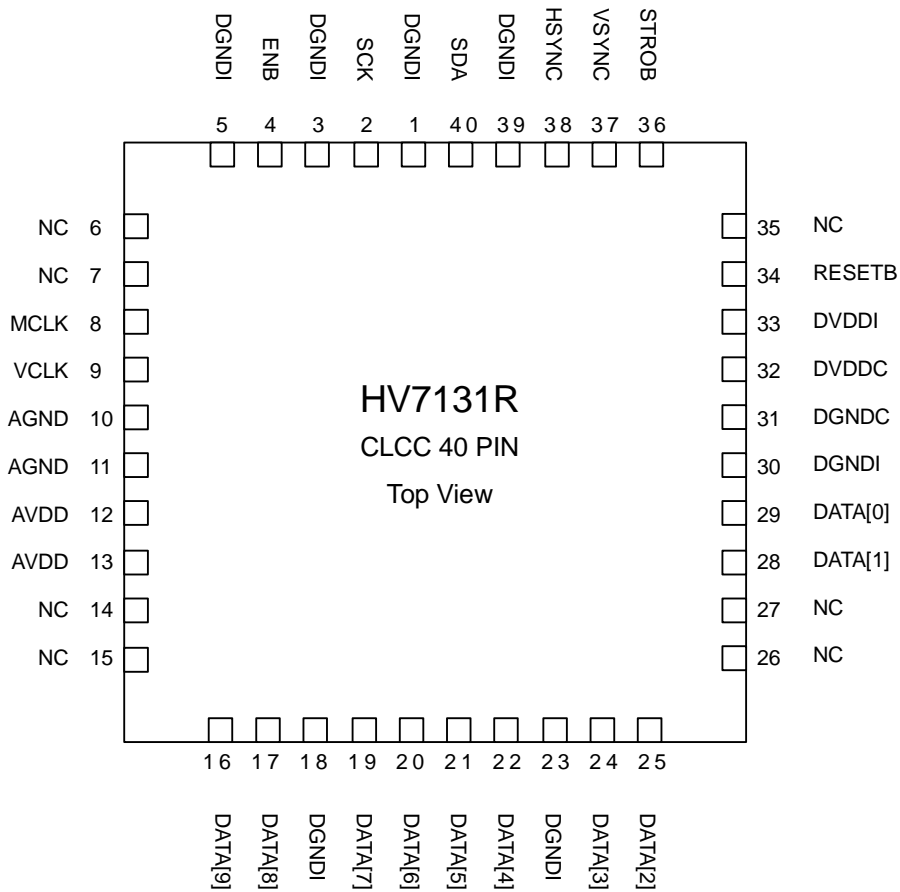 DGNDI ENB DGNDI SCK DGNDI SDA DGNDI HSYNC VSYNC STROB
5 4 3 2 1 40 39 38 37 36
NC 6 35 NC
NC 7 34 RESETB
MCLK 8 33 DVDDI
VCLK 9 32 DVDDC
HV7131R
AGND 10 31 DGNDC
CLCC 40 PIN
AGND 11 30 DGNDI
Top View
AVDD 12 29 DATA[0]
AVDD 13 28 DATA[1]
NC 14 27 NC
NC 15 26 NC
16 17 18 19 20 21 22 23 24 25
DATA[9] DATA[8] DGNDI DATA[7] DATA[6] DATA[5] DATA[4] DGNDI DATA[3] DATA[2]